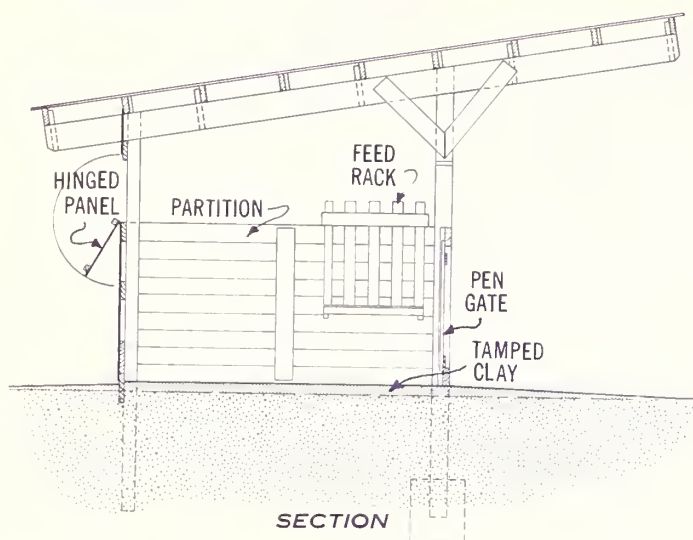 FEED
RACK
HINGED
PANEL
PARTITION
PEN
GATE
TAMPED
CLAY
SECTION